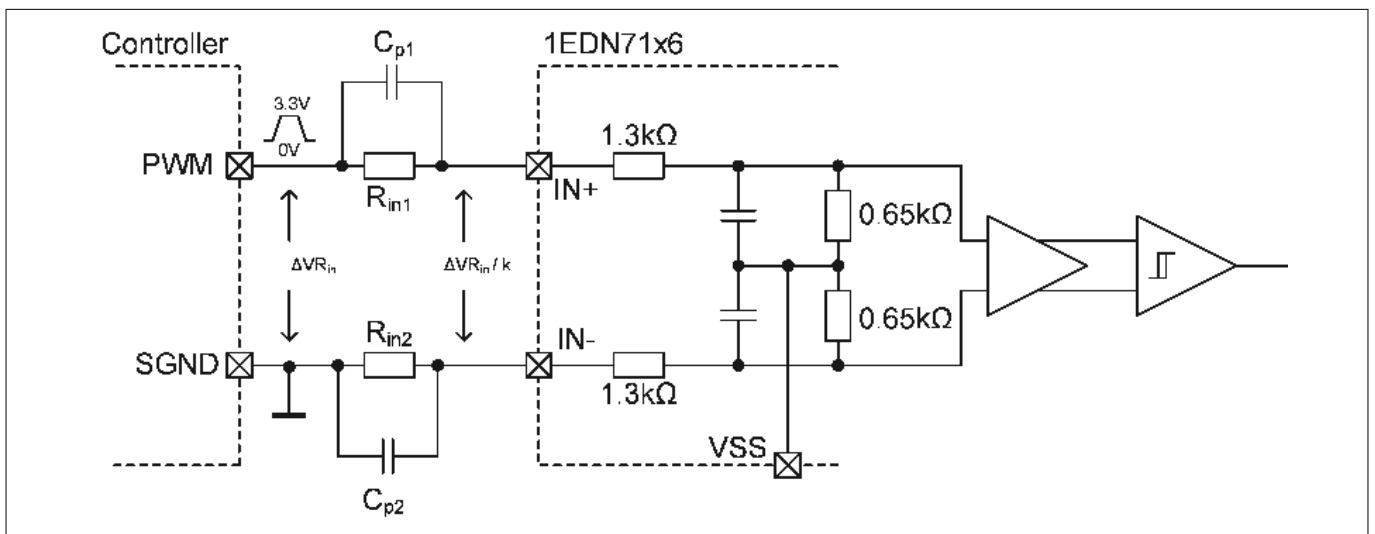 Controller
Cp1
1EDN71x6
3.3V
0V
1.3kΩ
PWM
Rin1
IN+
0.65kΩ
ΔVRin
ΔVRin / k
Rin2
IN-
0.65kΩ
SGND
1.3kΩ
VSS
Cp2